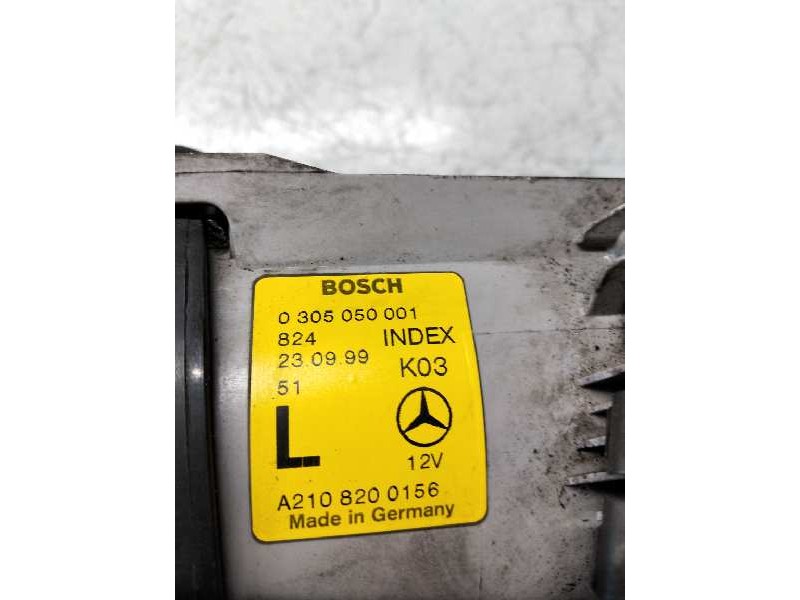 BOSCH
0 305 050 001
824 INDEX
23.09.99 K03
51
L
12V
A210 820 0156
Made in Germany